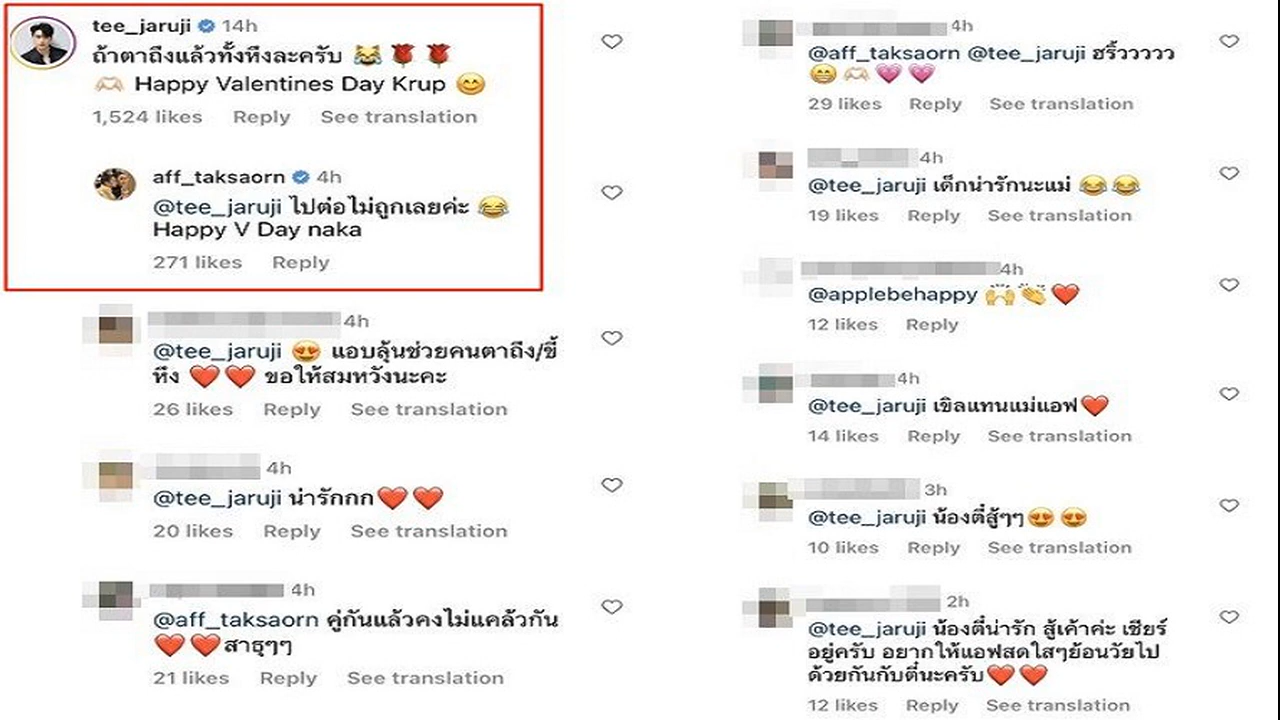 tee_jaruji 14h
ถ้าตาถึงแล้วทั้งหึงละครับ 😹🌹🌹
🫶🏻 Happy Valentines Day Krup 😊
1,524 likes Reply See translation
aff_taksaorn 4h
@tee_jaruji ไปต่อไม่ถูกเลยค่ะ 😂
Happy V Day naka
271 likes Reply
4h
@tee_jaruji 😍 แอบลุ้นช่วยคนตาถึง/ขี้
หึง ❤️❤️ ขอให้สมหวังนะคะ
26 likes Reply See translation
4h
@tee_jaruji น่ารักกก❤️❤️
20 likes Reply See translation
4h
@aff_taksaorn คู่กันแล้วคงไม่แคล้วกัน
❤️❤️สาธุๆๆ
21 likes Reply See translation
4h
@aff_taksaorn @tee_jaruji ฮริ้ววววว
😁🫶🏻💗💗
29 likes Reply See translation
4h
@tee_jaruji เด็กน่ารักนะแม่ 😂😂
19 likes Reply See translation
4h
@applebehappy 🙌👏❤️
12 likes Reply
4h
@tee_jaruji เขิลแทนแม่แอฟ❤️
14 likes Reply See translation
3h
@tee_jaruji น้องตี๋สู้ๆๆ😍😍
10 likes Reply See translation
2h
@tee_jaruji น้องตี๋น่ารัก สู้เค้าค่ะ เชียร์
อยู่ครับ อยากให้แอฟสดใสๆย้อนวัยไป
ด้วยกันกับตี๋นะครับ❤️❤️
12 likes Reply See translation